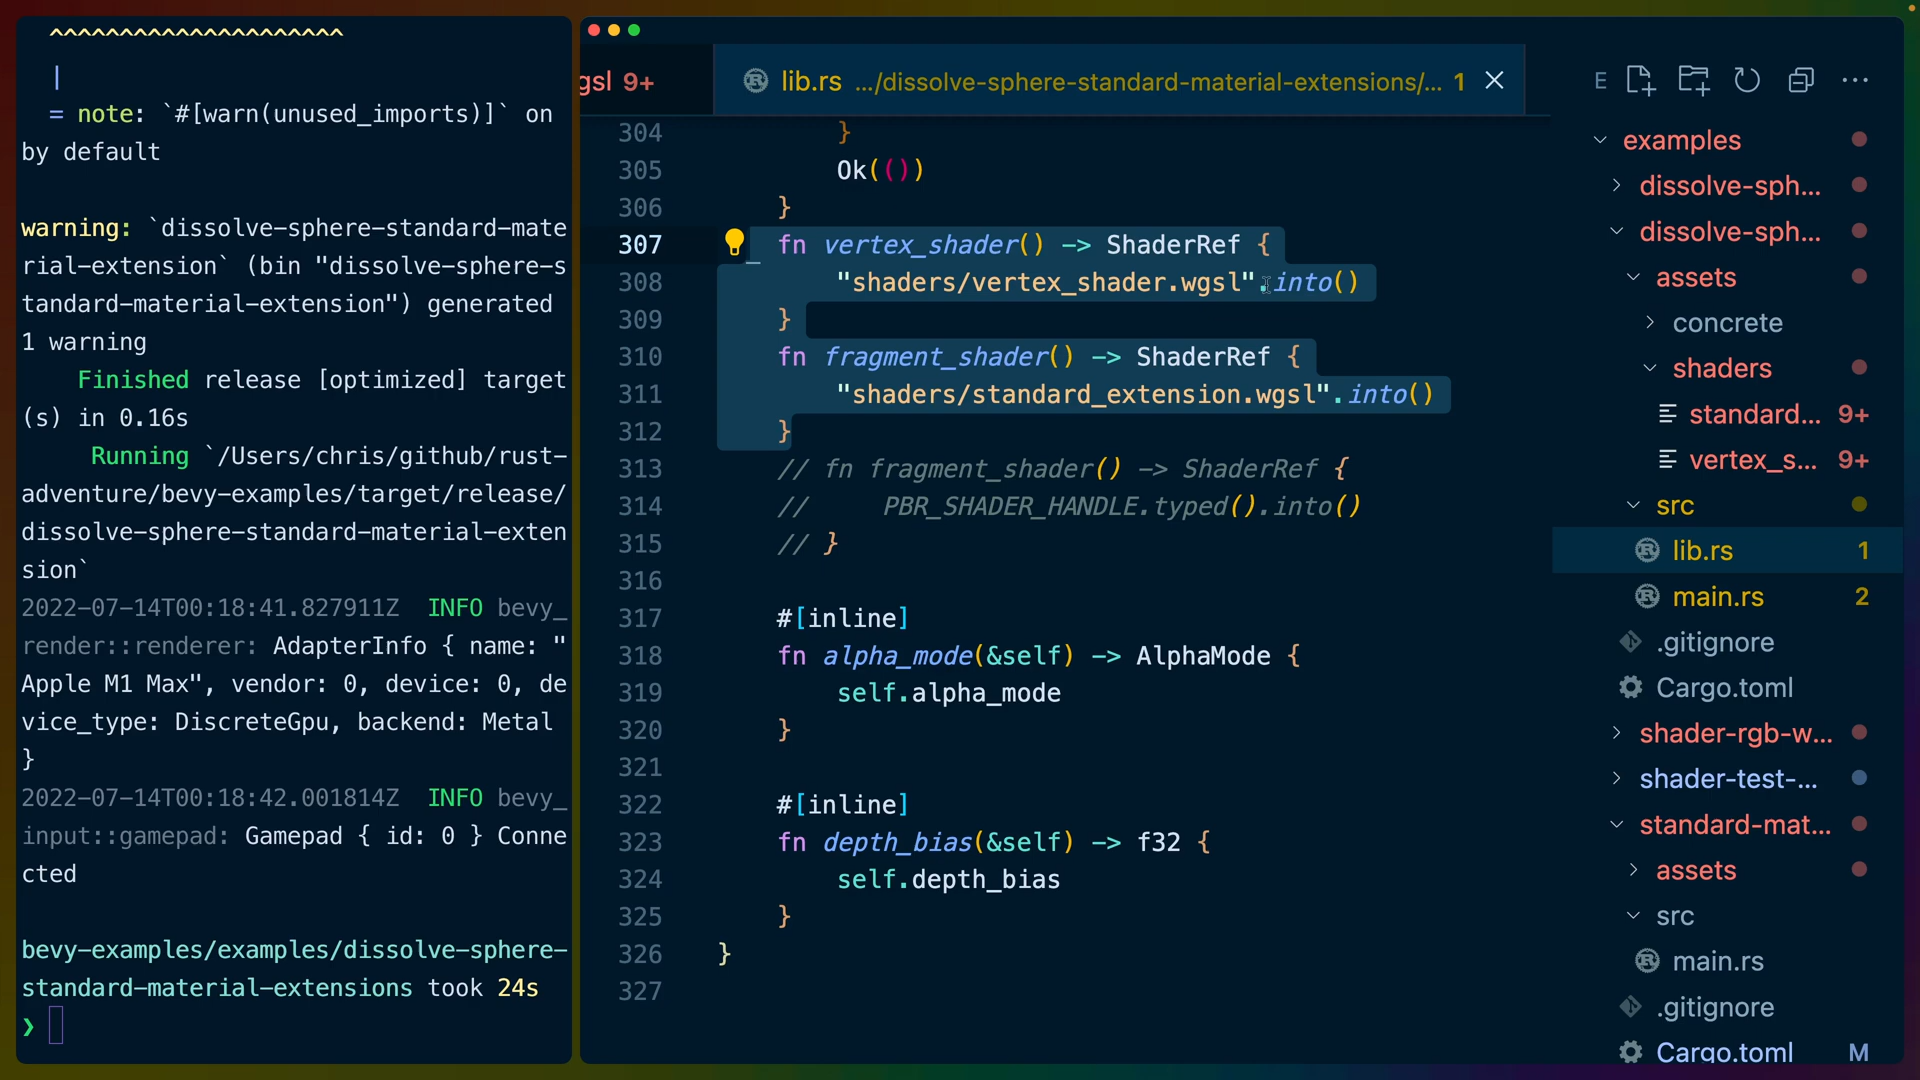 ^^^^^^^^^^^^^^^^^^^^^
|
= note: `#[warn(unused_imports)]` on
by default
warning: `dissolve-sphere-standard-mate
rial-extension` (bin "dissolve-sphere-s
tandard-material-extension") generated
1 warning
Finished release [optimized] target
(s) in 0.16s
Running `/Users/chris/github/rust-
adventure/bevy-examples/target/release/
dissolve-sphere-standard-material-exten
sion`
2022-07-14T00:18:41.827911Z INFO bevy_
render::renderer: AdapterInfo { name: "
Apple M1 Max", vendor: 0, device: 0, de
vice_type: DiscreteGpu, backend: Metal
}
2022-07-14T00:18:42.001814Z INFO bevy_
input::gamepad: Gamepad { id: 0 } Conne
cted
bevy-examples/examples/dissolve-sphere-
standard-material-extensions took 24s
❯
gsl 9+
lib.rs .../dissolve-sphere-standard-material-extensions/... 1
304 }
305 Ok(())
306 }
307 fn vertex_shader() -> ShaderRef {
308 "shaders/vertex_shader.wgsl".into()
309 }
310 fn fragment_shader() -> ShaderRef {
311 "shaders/standard_extension.wgsl".into()
312 }
313 // fn fragment_shader() -> ShaderRef {
314 // PBR_SHADER_HANDLE.typed().into()
315 // }
316
317 #[inline]
318 fn alpha_mode(&self) -> AlphaMode {
319 self.alpha_mode
320 }
321
322 #[inline]
323 fn depth_bias(&self) -> f32 {
324 self.depth_bias
325 }
326 }
327
E
examples
dissolve-sph...
dissolve-sph...
assets
concrete
shaders
standard... 9+
vertex_s... 9+
src
lib.rs 1
main.rs 2
.gitignore
Cargo.toml
shader-rgb-w...
shader-test-...
standard-mat...
assets
src
main.rs
.gitignore
Cargo.toml M